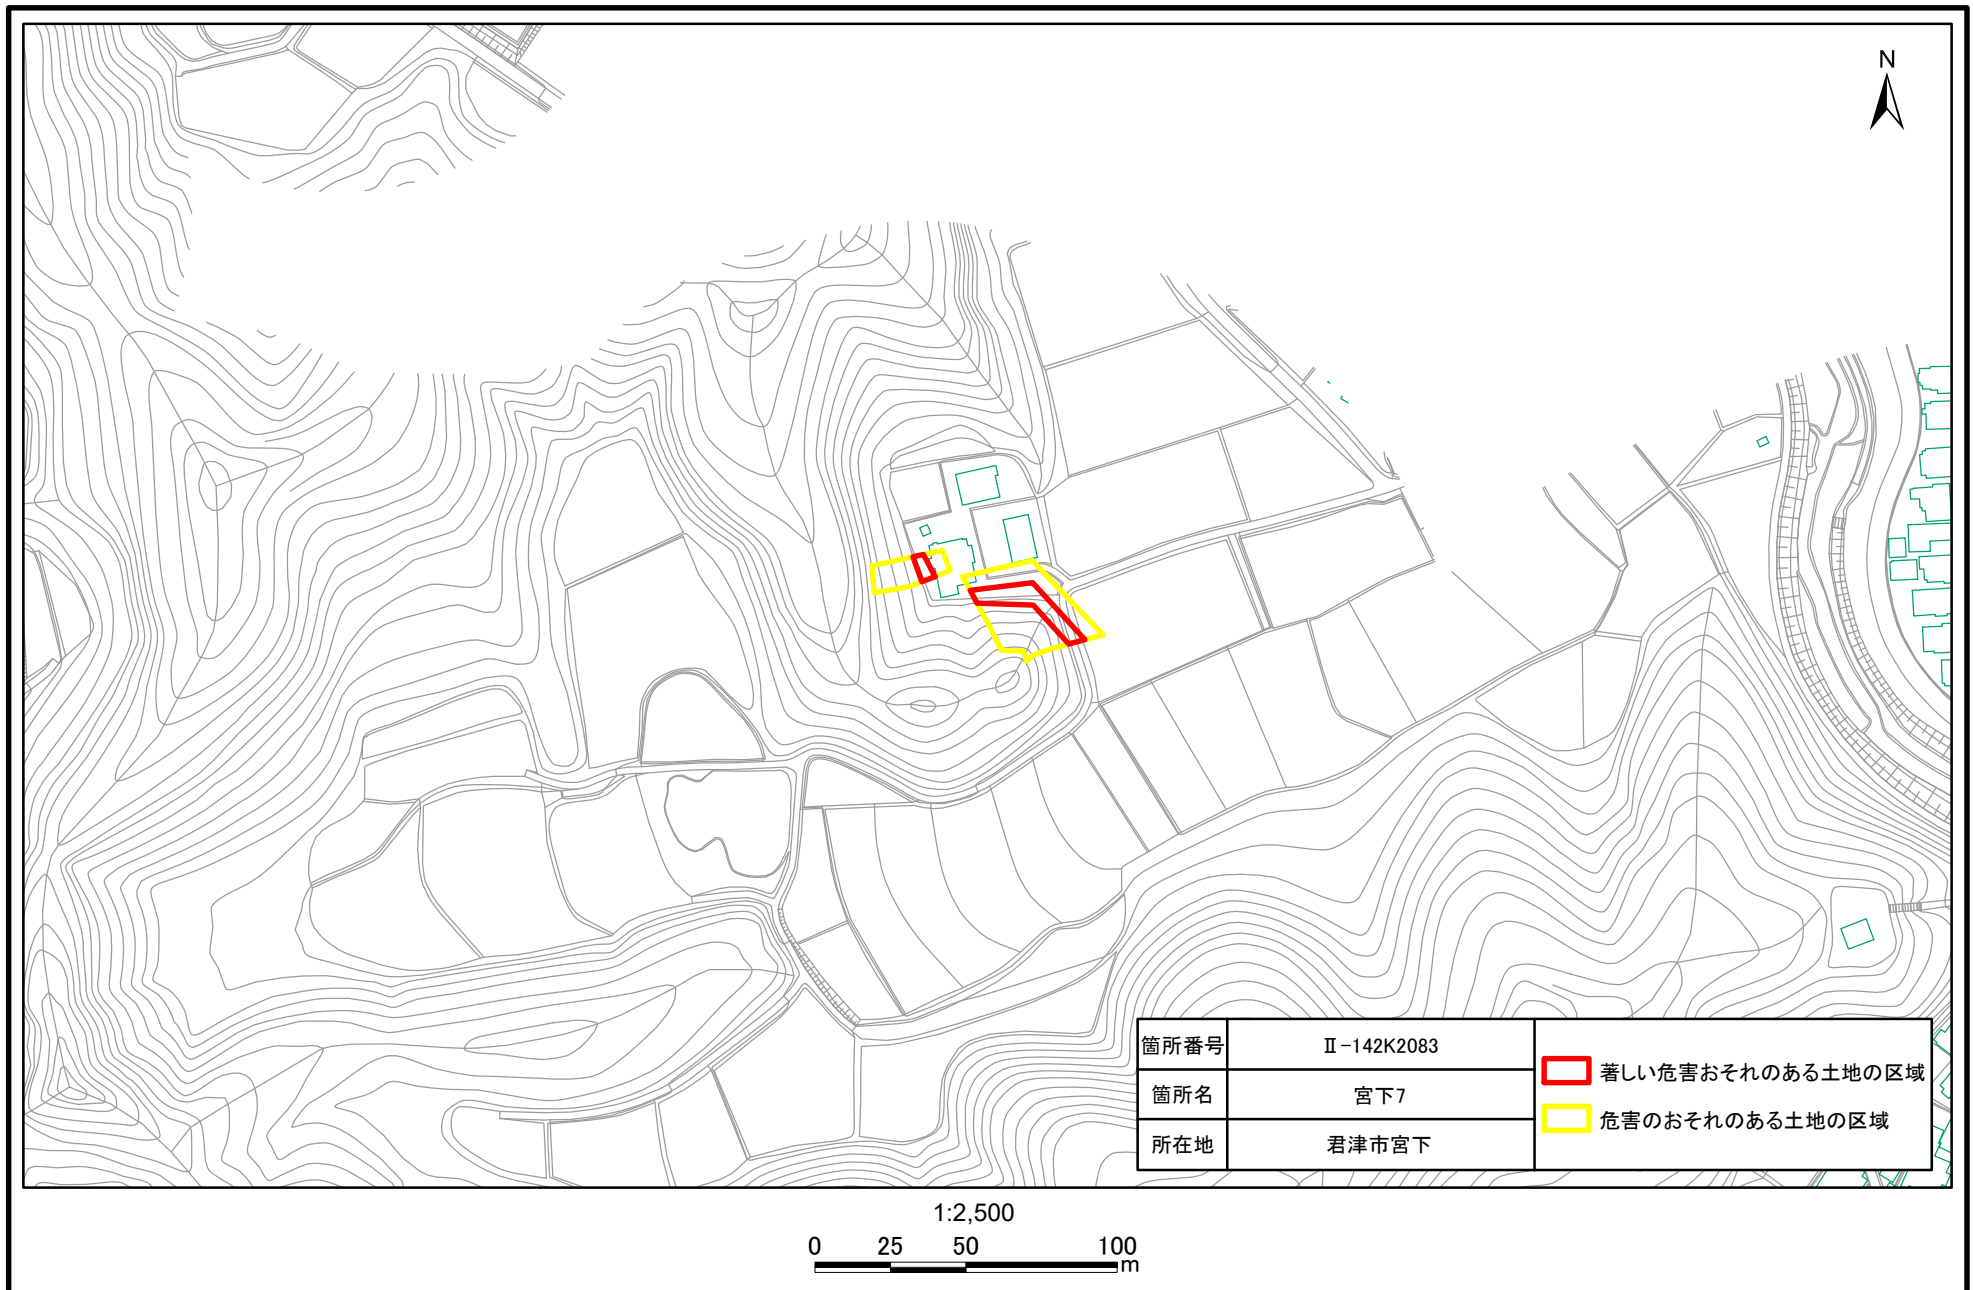 N
箇所番号 Ⅱ-142K2083
箇所名 宮下7
所在地 君津市宮下
著しい危害おそれのある土地の区域
危害のおそれのある土地の区域
1:2,500
0 25 50 100
m